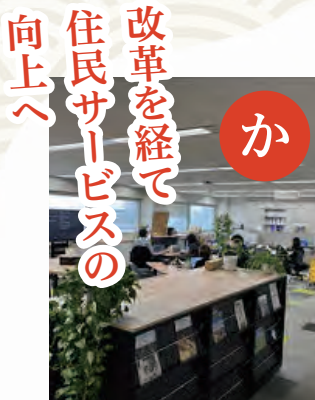 改革を経て
住民サービスの
向上へ
か